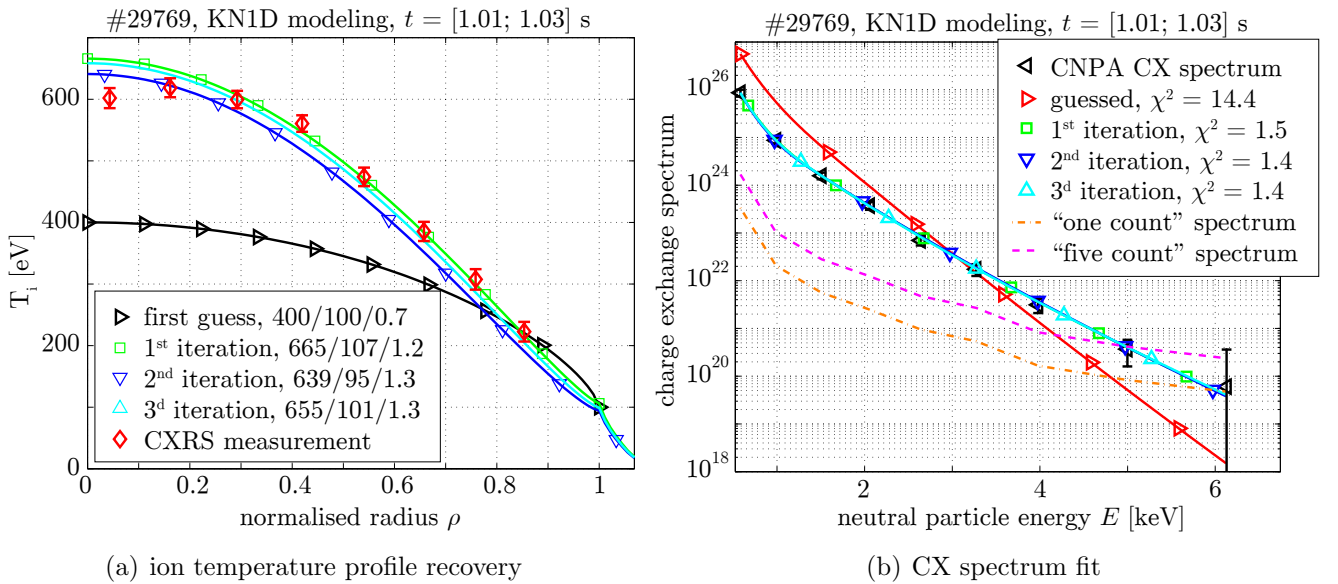 #29769, KN1D modeling, t = [1.01; 1.03] s
600
400
200
0
T_i [eV]
first guess, 400/100/0.7
1st iteration, 665/107/1.2
2nd iteration, 639/95/1.3
3d iteration, 655/101/1.3
CXRS measurement
0 0.2 0.4 0.6 0.8 1
normalised radius ρ
(a) ion temperature profile recovery
#29769, KN1D modeling, t = [1.01; 1.03] s
10^26
10^24
10^22
10^20
10^18
charge exchange spectrum
CNPA CX spectrum
guessed, χ² = 14.4
1st iteration, χ² = 1.5
2nd iteration, χ² = 1.4
3d iteration, χ² = 1.4
“one count” spectrum
“five count” spectrum
2 4 6
neutral particle energy E [keV]
(b) CX spectrum fit